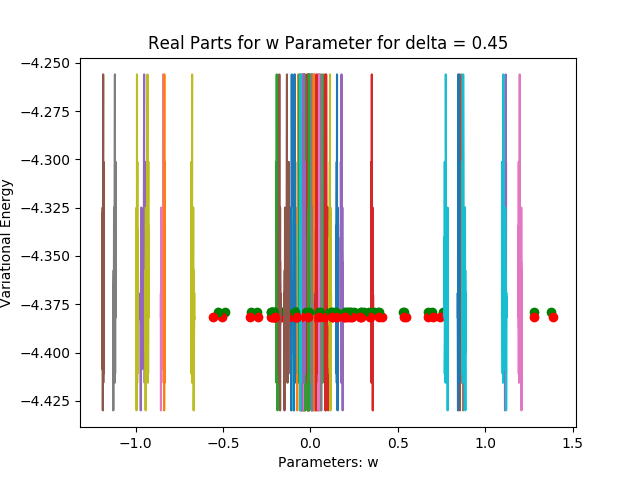 Real Parts for w Parameter for delta = 0.45
−4.250
−4.275
−4.300
−4.325
−4.350
−4.375
−4.400
−4.425
Variational Energy
−1.0 −0.5 0.0 0.5 1.0 1.5
Parameters: w